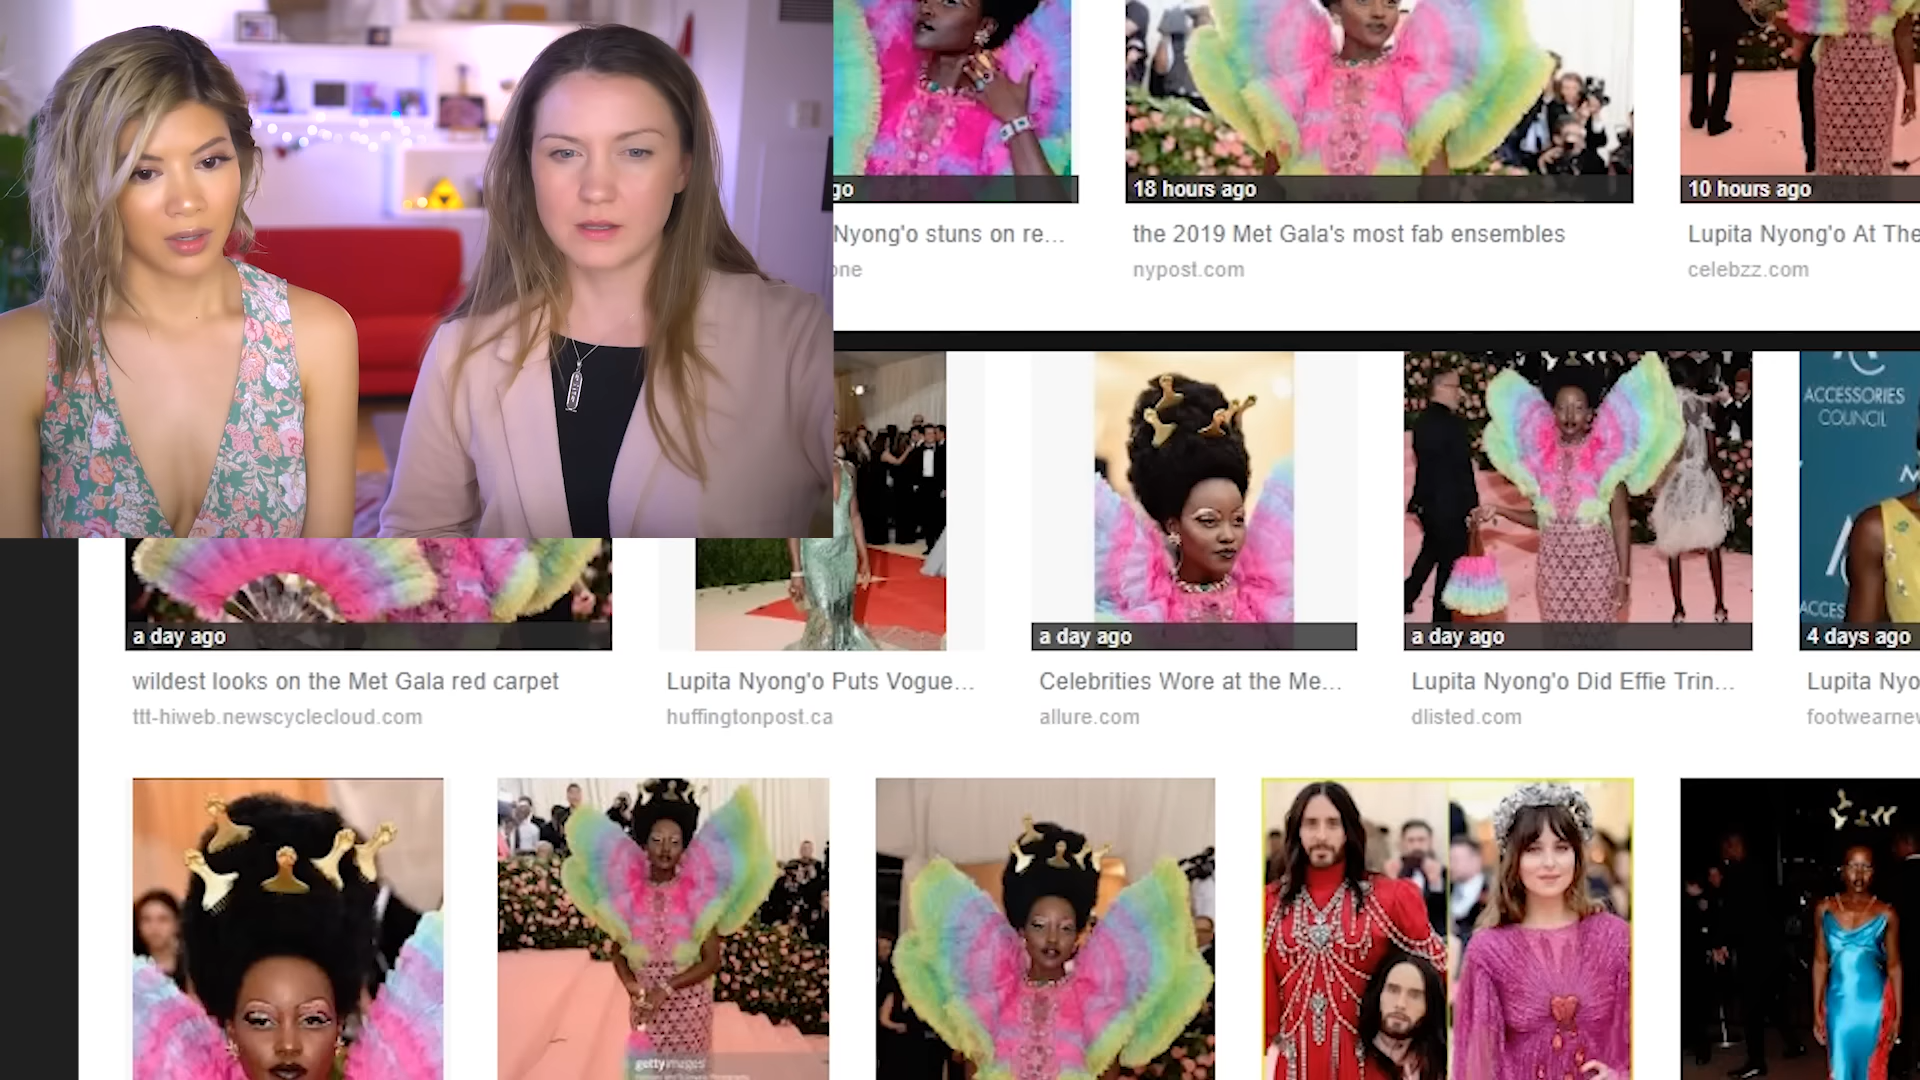 go
18 hours ago
10 hours ago
Nyong'o stuns on re...
the 2019 Met Gala's most fab ensembles
Lupita Nyong'o At The
one
nypost.com
celebzz.com
ACCESSORIES
COUNCIL
ACCES
a day ago
a day ago
a day ago
4 days ago
wildest looks on the Met Gala red carpet
Lupita Nyong'o Puts Vogue...
Celebrities Wore at the Me...
Lupita Nyong'o Did Effie Trin...
Lupita Nyo
ttt-hiweb.newscyclecloud.com
huffingtonpost.ca
allure.com
dlisted.com
footwearnew
gettyimages